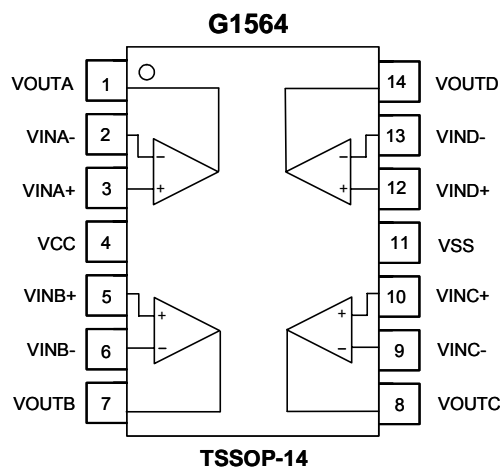 G1564
VOUTA 1 14 VOUTD
VINA- 2 - - 13 VIND-
VINA+ 3 + + 12 VIND+
VCC 4 11 VSS
VINB+ 5 + + 10 VINC+
VINB- 6 - - 9 VINC-
VOUTB 7 8 VOUTC
TSSOP-14